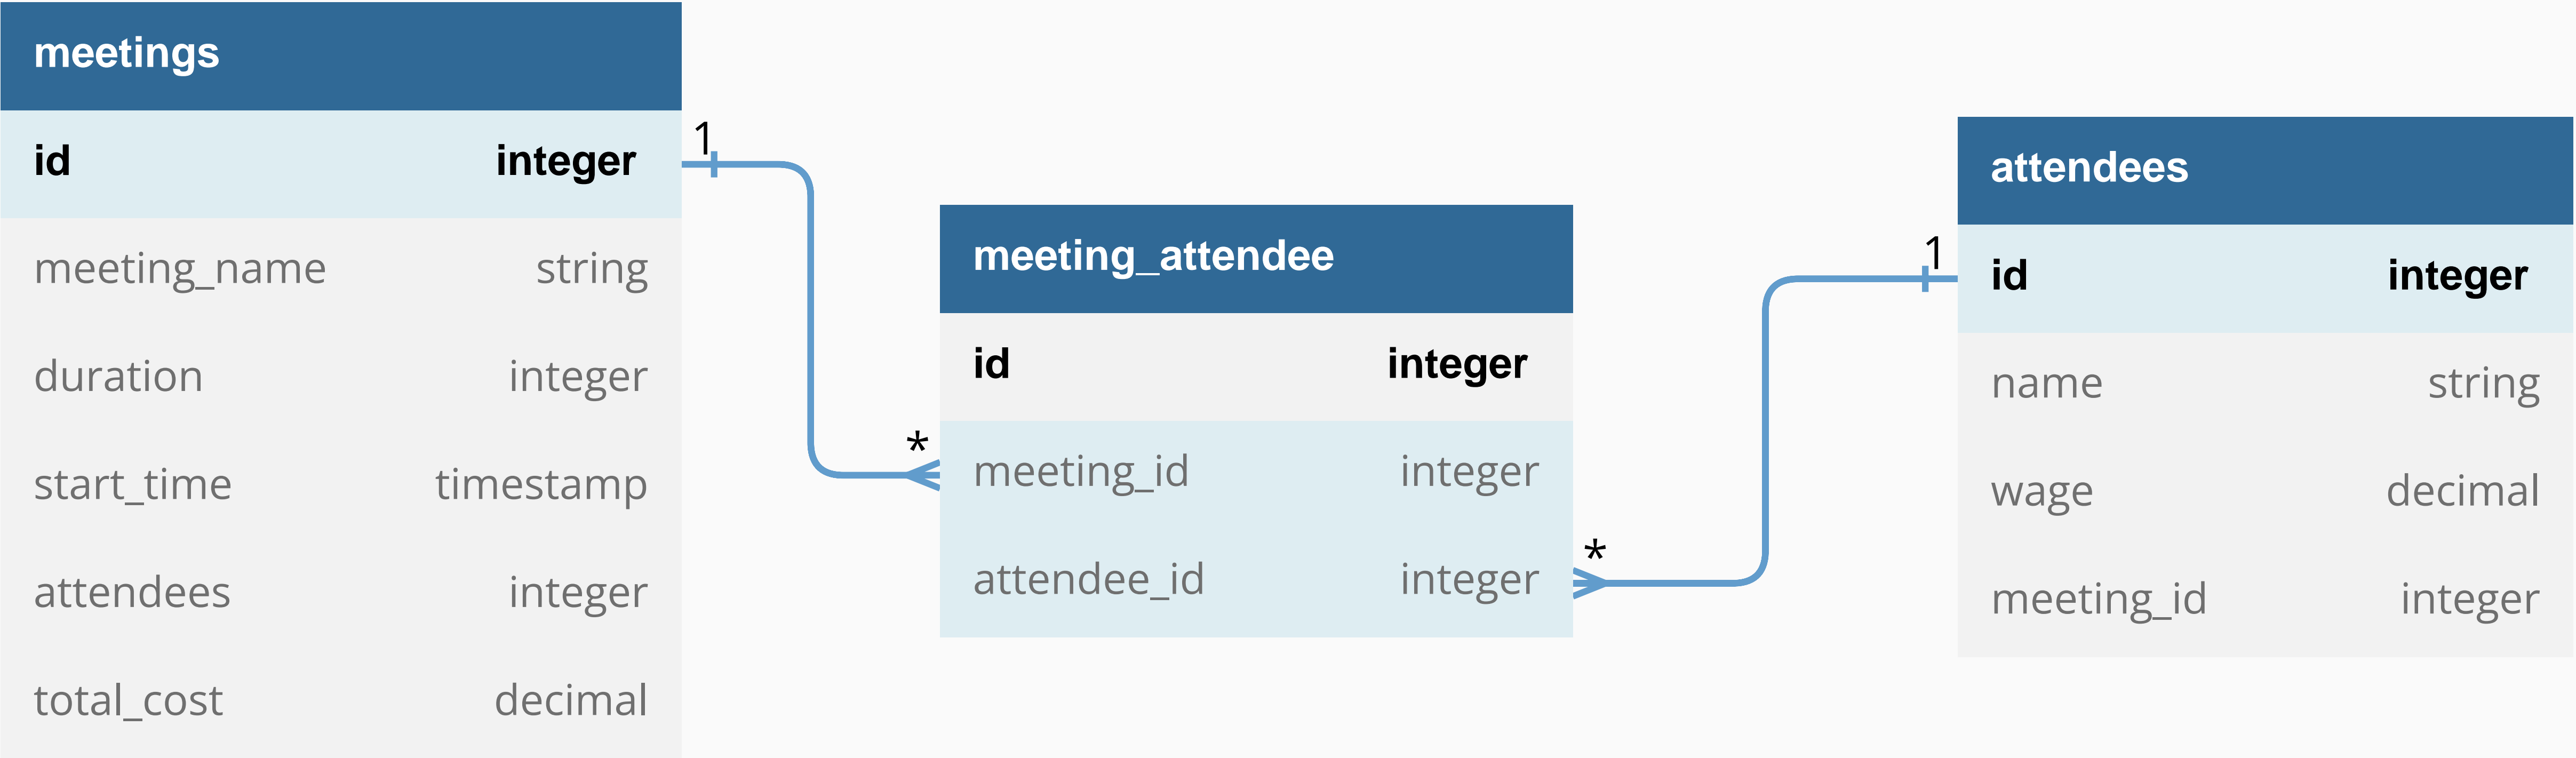 meetings
id integer
meeting_name string
duration integer
start_time timestamp
attendees integer
total_cost decimal
1
*
meeting_attendee
id integer
meeting_id integer
attendee_id integer
*
1
attendees
id integer
name string
wage decimal
meeting_id integer